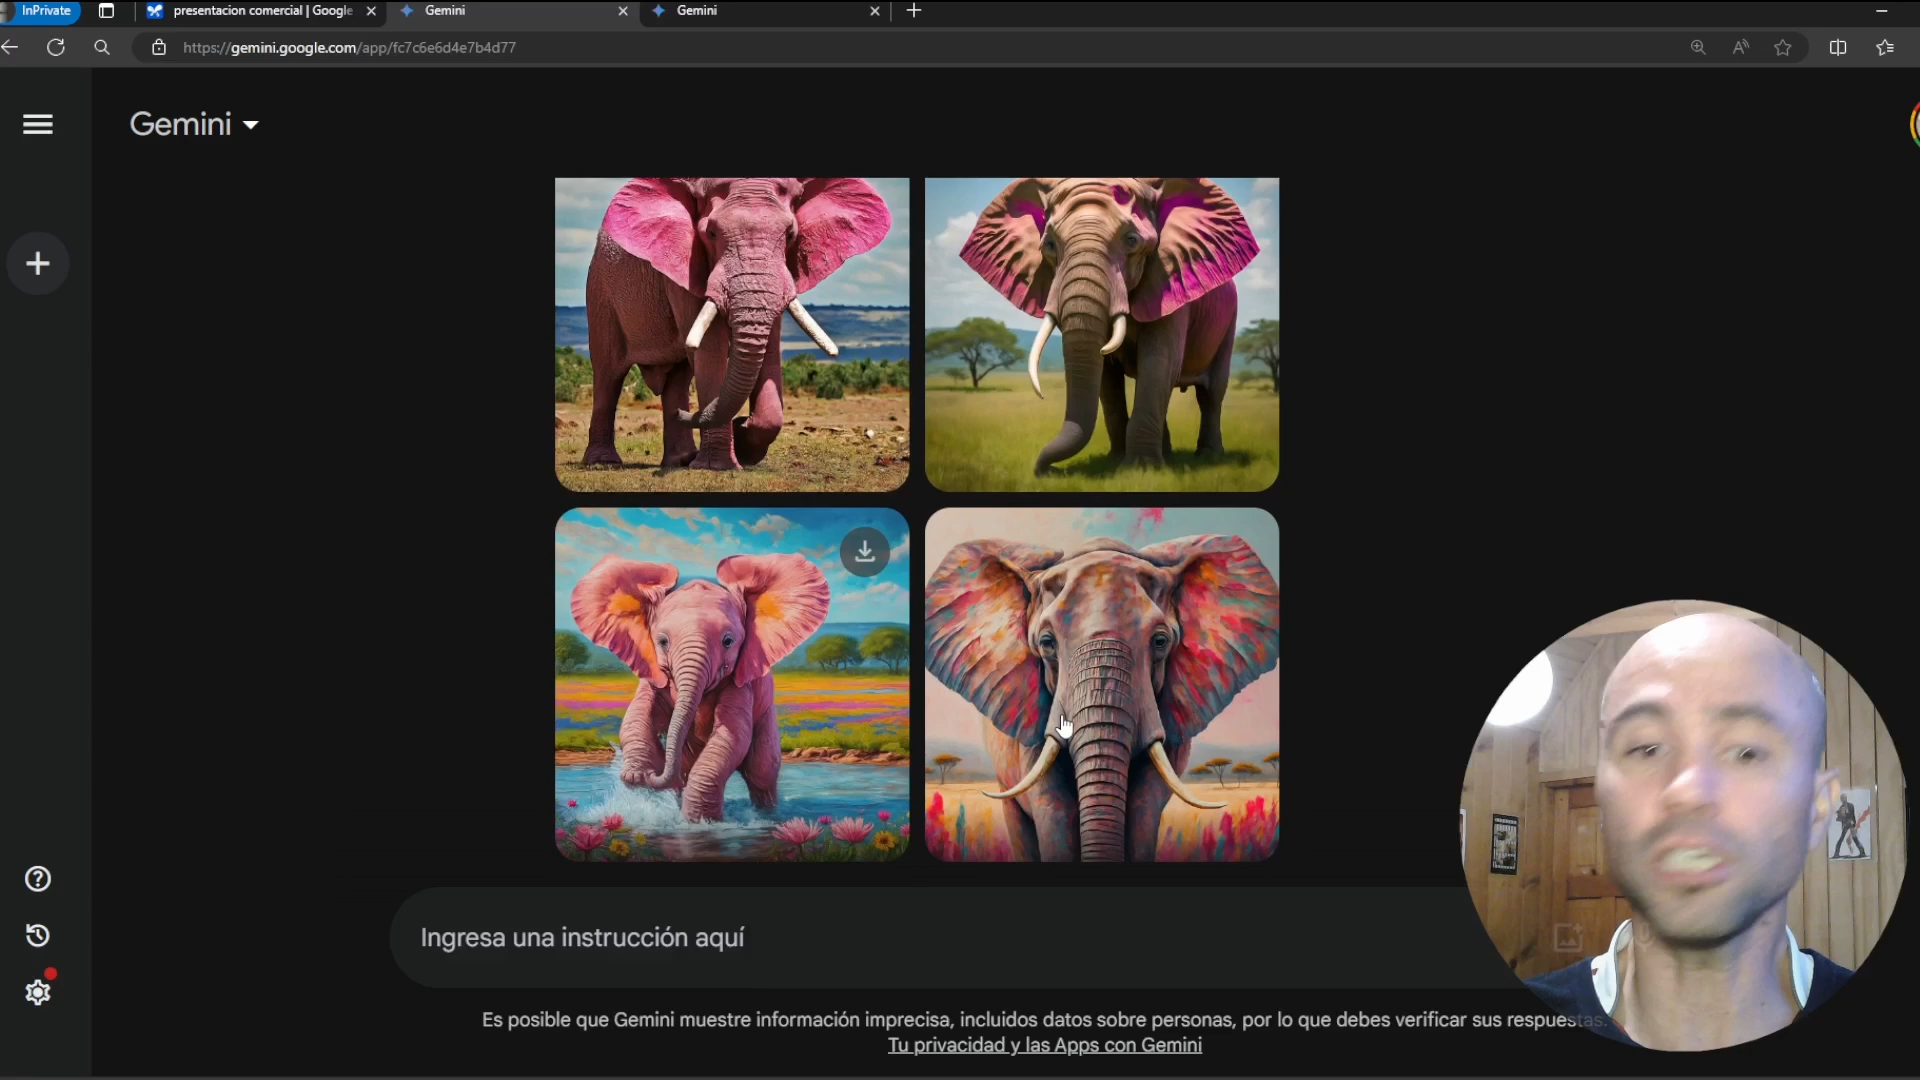 InPrivate
presentacion comercial | Google
Gemini
Gemini
https://gemini.google.com/app/fc7c6e6d4e7b4d77
Gemini
Ingresa una instrucción aquí
Es posible que Gemini muestre información imprecisa, incluidos datos sobre personas, por lo que debes verificar sus respuestas.
Tu privacidad y las Apps con Gemini